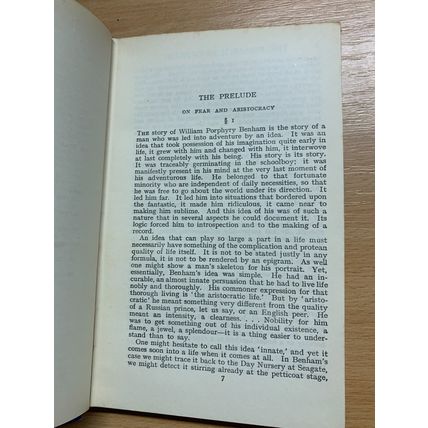 THE PRELUDE
ON FEAR AND ARISTOCRACY
§ 1
THE story of William Porphyry Benham is the story of a
man who was led into adventure by an idea. It was an
idea that took possession of his imagination quite early in
life, it grew with him and changed with him, it interwove
at last completely with his being. His story is its story.
It was traceably germinating in the schoolboy; it was
manifestly present in his mind at the very last moment of
his adventurous life. He belonged to that fortunate
minority who are independent of daily necessities, so that
he was free to go about the world under its direction. It
led him far. It led him into situations that bordered upon
the fantastic, it made him ridiculous, it came near to
making him sublime. And this idea of his was of such a
nature that in several aspects he could document it. Its
logic forced him to introspection and to the making of a
record.
An idea that can play so large a part in a life must
necessarily have something of the complication and protean
quality of life itself. It is not to be stated justly in any
formula, it is not to be rendered by an epigram. As well
one might show a man's skeleton for his portrait. Yet,
essentially, Benham's idea was simple. He had an in-
curable, an almost innate persuasion that he had to live life
nobly and thoroughly. His commoner expression for that
thorough living is 'the aristocratic life.' But by 'aristo-
cratic' he meant something very different from the quality
of a Russian prince, let us say, or an English peer. He
meant an intensity, a clearness. . . . Nobility for him
was to get something out of his individual existence, a
flame, a jewel, a splendour—it is a thing easier to under-
stand than to say.
One might hesitate to call this idea 'innate,' and yet it
comes soon into a life when it comes at all. In Benham's
case we might trace it back to the Day Nursery at Seagate,
we might detect it stirring already at the petticoat stage,
7